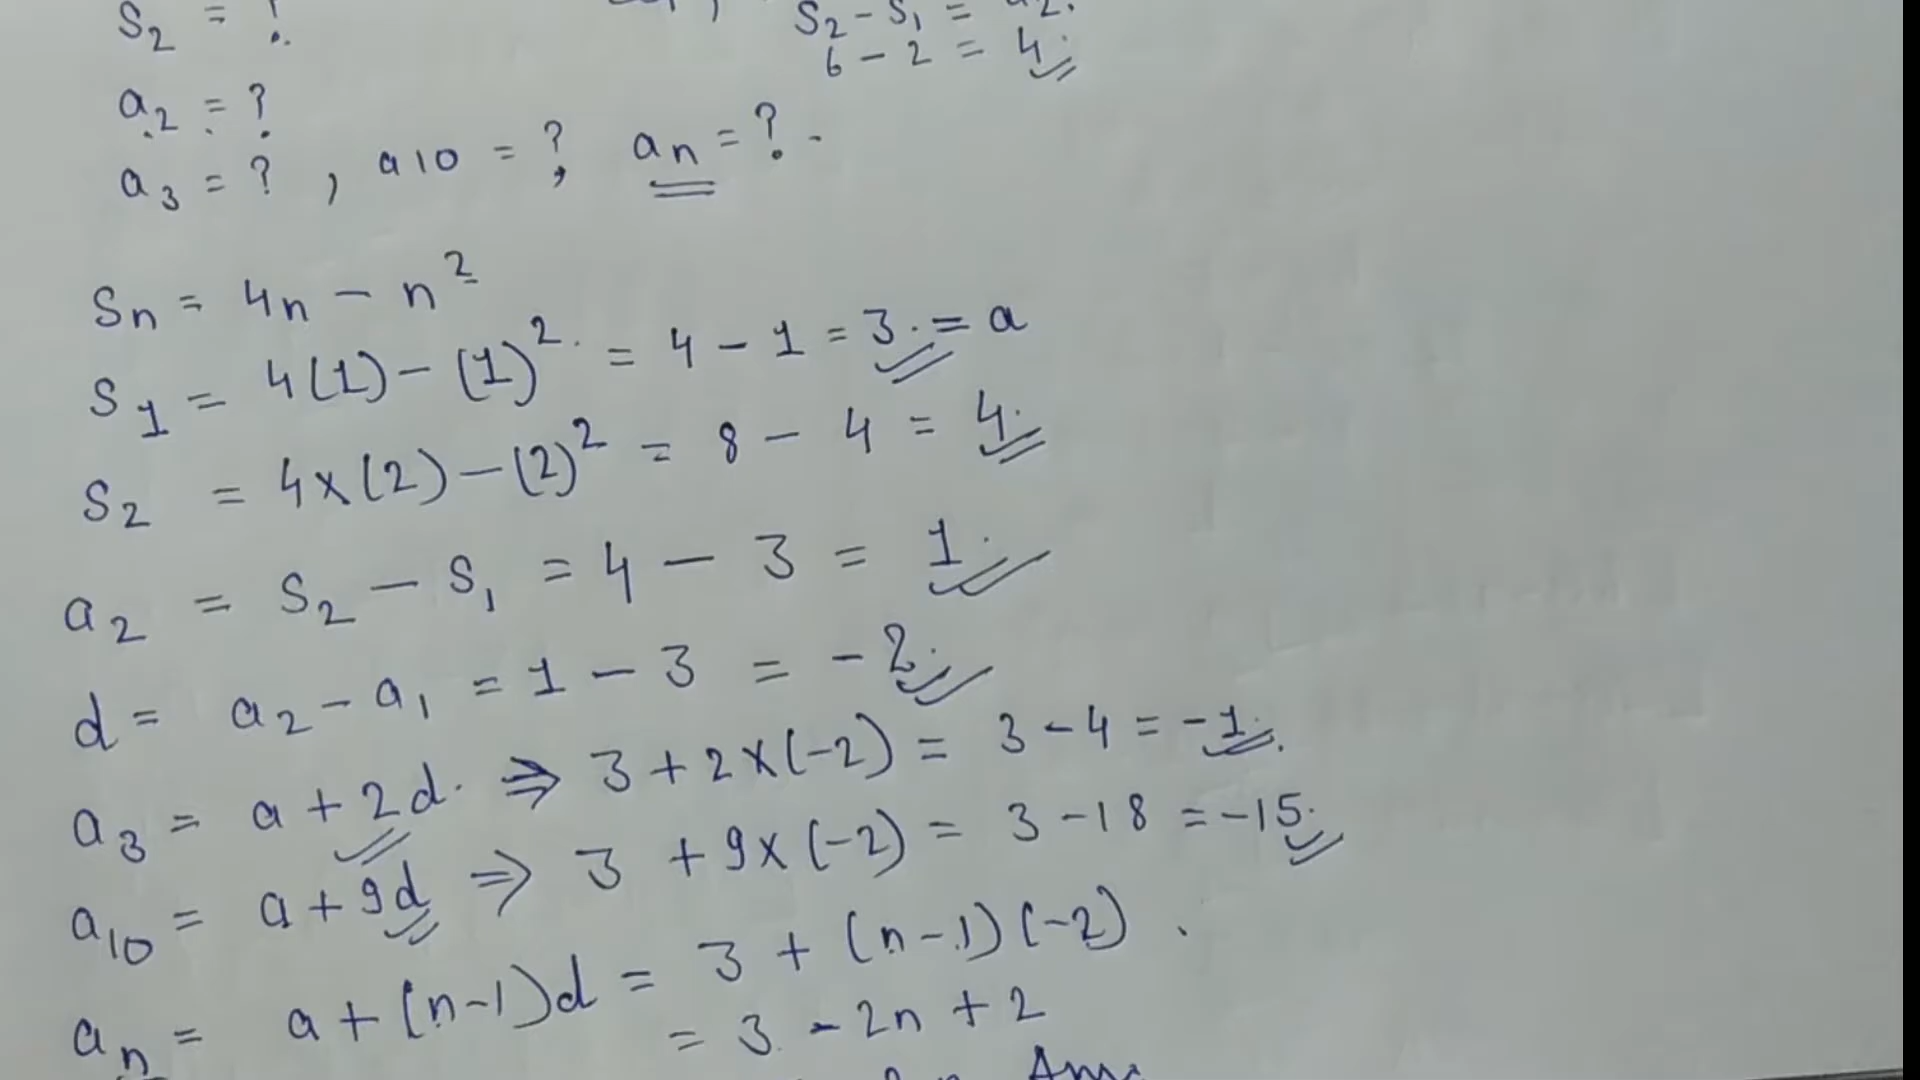 S₂ = ?
S₂ - S₁ = a₂.
6 - 2 = 4.
a₂ = ?
a₃ = ? , a10 = ?, an = ? .
Sn = 4n - n²
S₁ = 4(1) - (1)². = 4 - 1 = 3. = a
S₂ = 4×(2) - (2)² = 8 - 4 = 4.
a₂ = S₂ - S₁ = 4 - 3 = 1.
d = a₂ - a₁ = 1 - 3 = -2.
a₃ = a + 2d. ⇒ 3 + 2×(-2) = 3 - 4 = -1.
a₁₀ = a + 9d ⇒ 3 + 9×(-2) = 3 - 18 = -15.
an = a + (n-1)d = 3 + (n-1)(-2) .
= 3 - 2n + 2
Ans